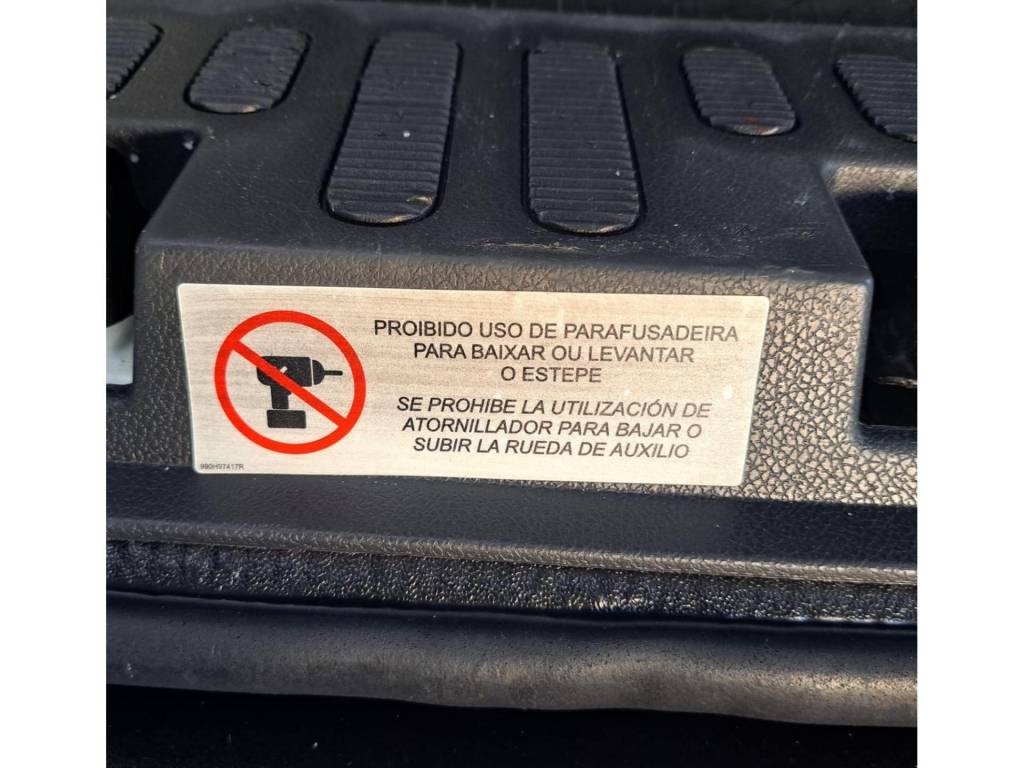 PROIBIDO USO DE PARAFUSADEIRA
PARA BAIXAR OU LEVANTAR
O ESTEPE
SE PROHIBE LA UTILIZACIÓN DE
ATORNILLADOR PARA BAJAR O
SUBIR LA RUEDA DE AUXILIO